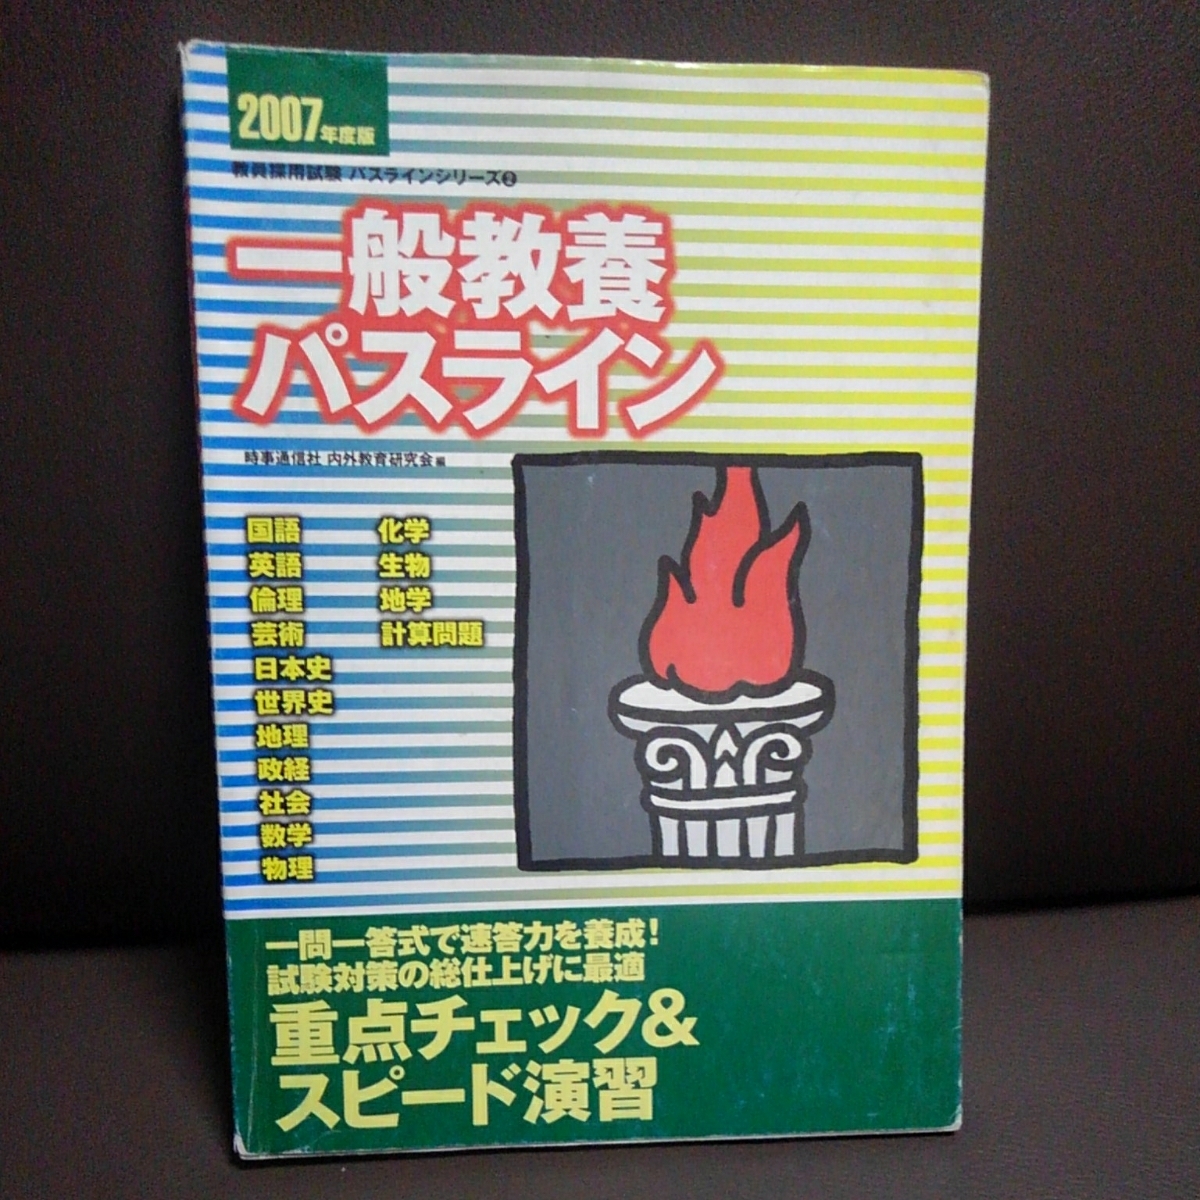 2007年度版
教員採用試験 パスラインシリーズ❷
一般教養
パスライン
時事通信社 内外教育研究会編
国語
英語
倫理
芸術
日本史
世界史
地理
政経
社会
数学
物理
化学
生物
地学
計算問題
一問一答式で速答力を養成!
試験対策の総仕上げに最適
重点チェック&
スピード演習